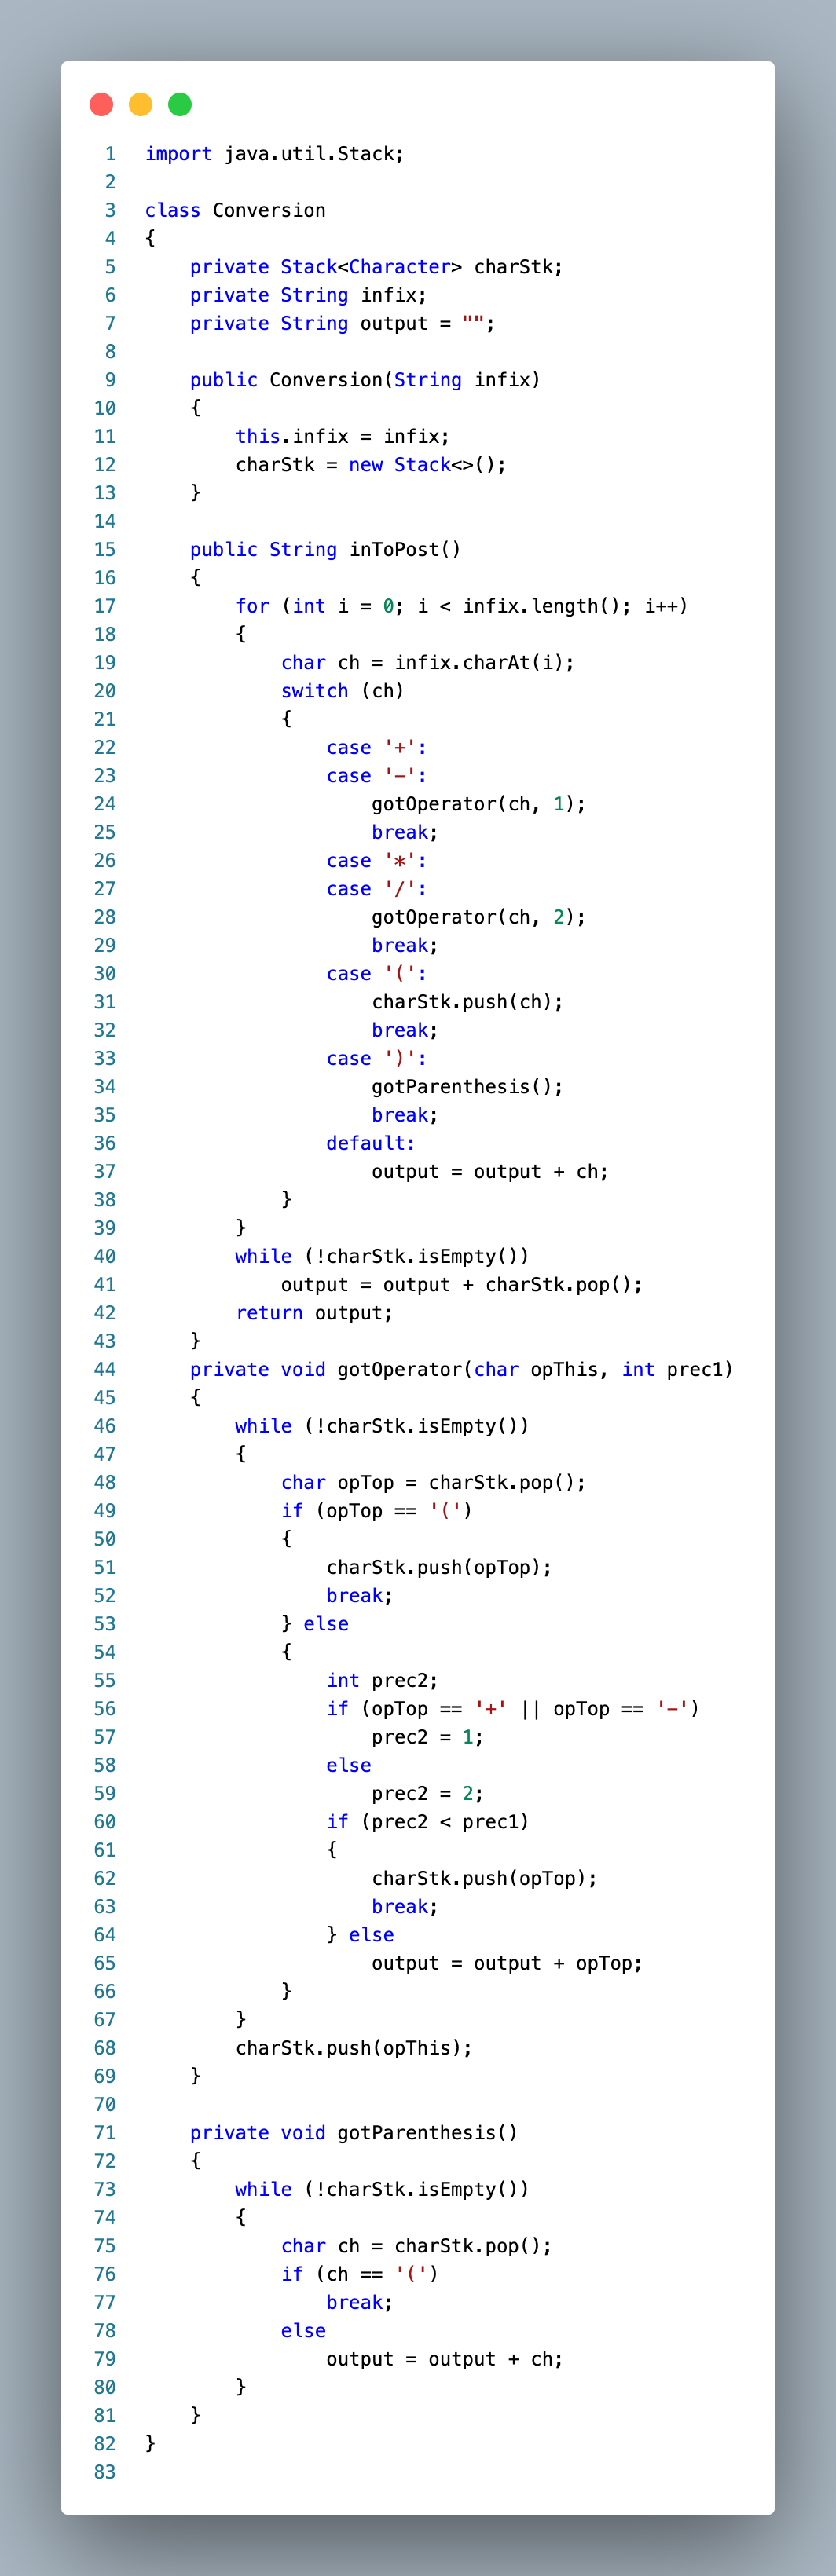 1 import java.util.Stack;
2
3 class Conversion
4 {
5     private Stack<Character> charStk;
6     private String infix;
7     private String output = "";
8
9     public Conversion(String infix)
10     {
11         this.infix = infix;
12         charStk = new Stack<>();
13     }
14
15     public String inToPost()
16     {
17         for (int i = 0; i < infix.length(); i++)
18         {
19             char ch = infix.charAt(i);
20             switch (ch)
21             {
22                 case '+':
23                 case '-':
24                     gotOperator(ch, 1);
25                     break;
26                 case '*':
27                 case '/':
28                     gotOperator(ch, 2);
29                     break;
30                 case '(':
31                     charStk.push(ch);
32                     break;
33                 case ')':
34                     gotParenthesis();
35                     break;
36                 default:
37                     output = output + ch;
38             }
39         }
40         while (!charStk.isEmpty())
41             output = output + charStk.pop();
42         return output;
43     }
44     private void gotOperator(char opThis, int prec1)
45     {
46         while (!charStk.isEmpty())
47         {
48             char opTop = charStk.pop();
49             if (opTop == '(')
50             {
51                 charStk.push(opTop);
52                 break;
53             } else
54             {
55                 int prec2;
56                 if (opTop == '+' || opTop == '-')
57                     prec2 = 1;
58                 else
59                     prec2 = 2;
60                 if (prec2 < prec1)
61                 {
62                     charStk.push(opTop);
63                     break;
64                 } else
65                     output = output + opTop;
66             }
67         }
68         charStk.push(opThis);
69     }
70
71     private void gotParenthesis()
72     {
73         while (!charStk.isEmpty())
74         {
75             char ch = charStk.pop();
76             if (ch == '(')
77                 break;
78             else
79                 output = output + ch;
80         }
81     }
82 }
83